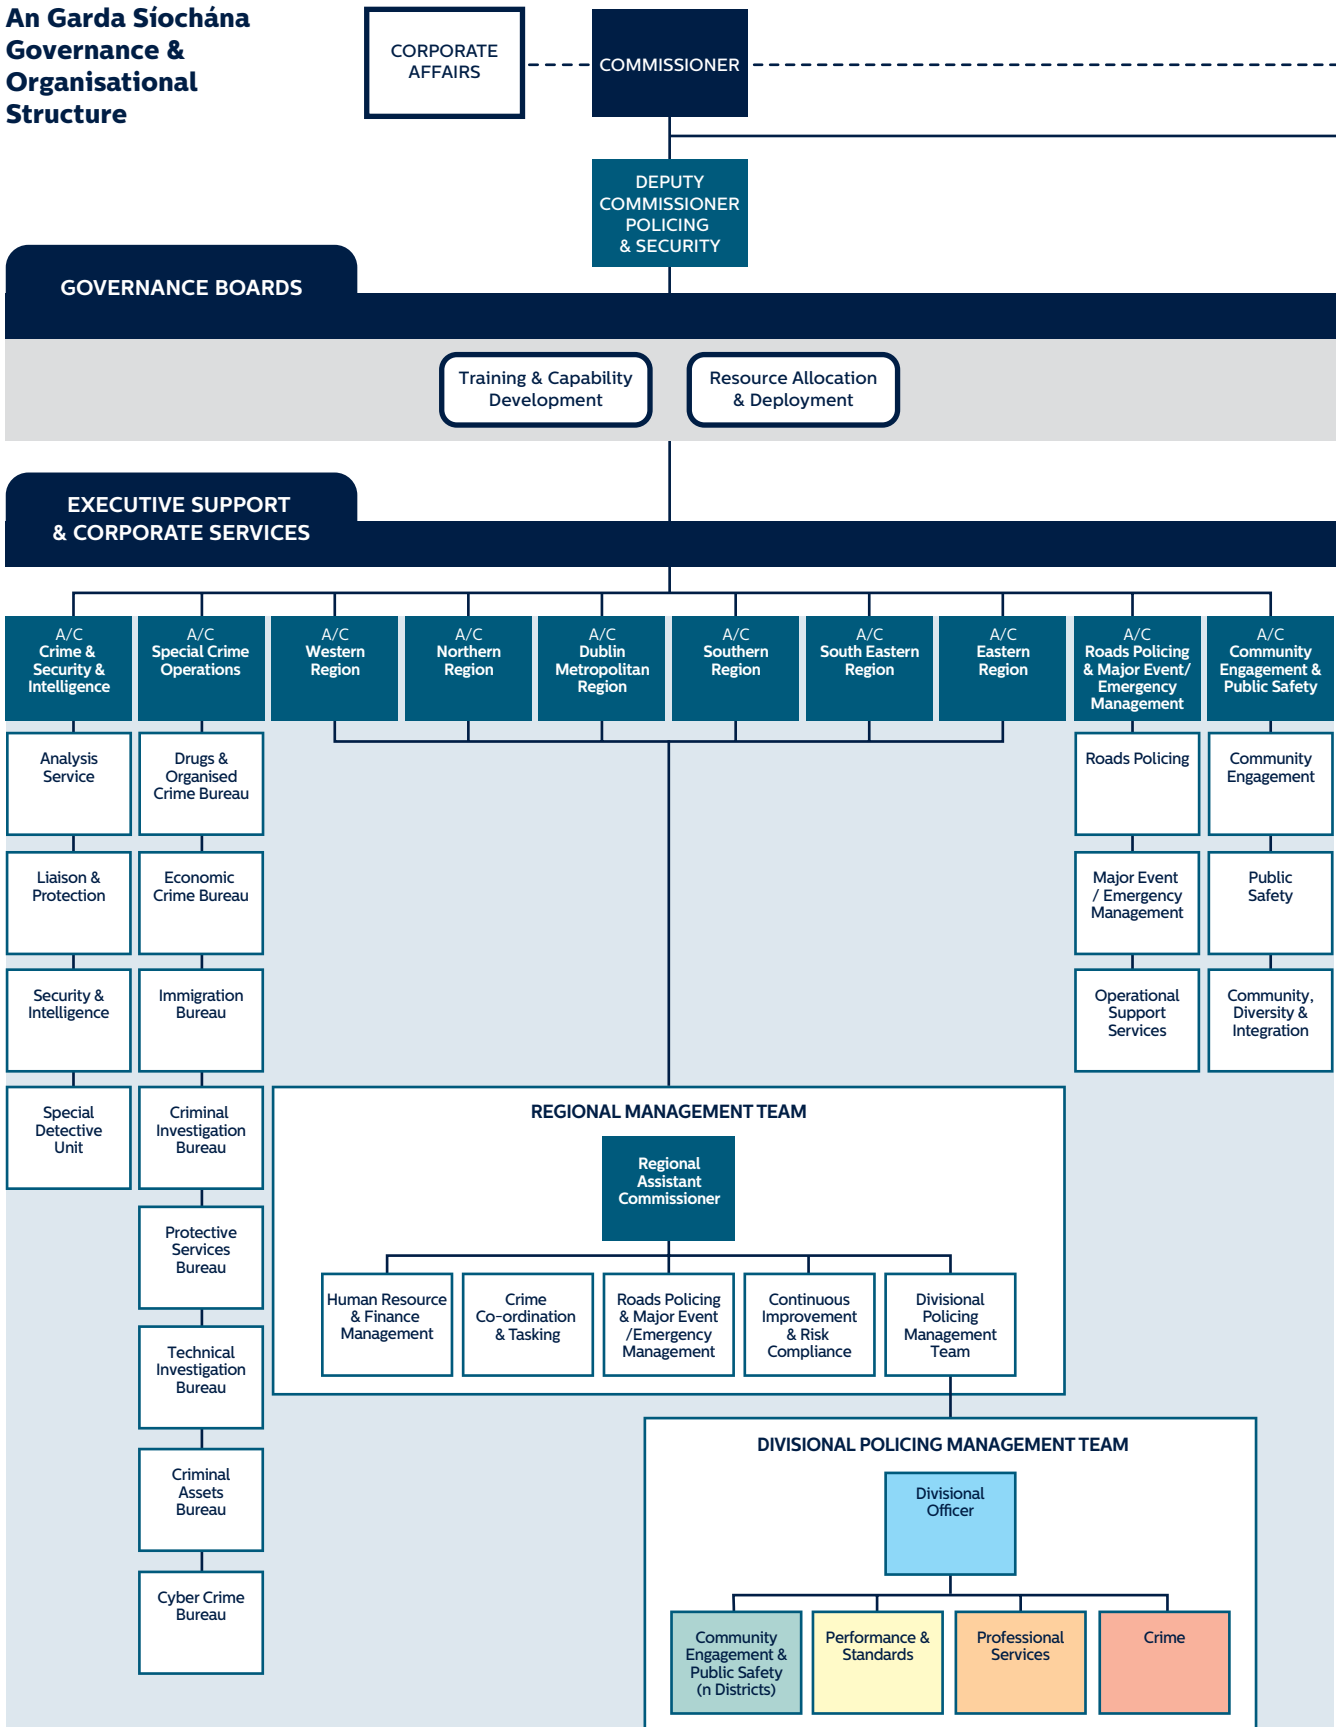 An Garda Síochána
Governance &
Organisational
Structure
CORPORATE
AFFAIRS
COMMISSIONER
DEPUTY
COMMISSIONER
POLICING
& SECURITY
GOVERNANCE BOARDS
Training & Capability
Development
Resource Allocation
& Deployment
EXECUTIVE SUPPORT
& CORPORATE SERVICES
A/C
Crime &
Security &
Intelligence
A/C
Special Crime
Operations
A/C
Western
Region
A/C
Northern
Region
A/C
Dublin
Metropolitan
Region
A/C
Southern
Region
A/C
South Eastern
Region
A/C
Eastern
Region
A/C
Roads Policing
& Major Event/
Emergency
Management
A/C
Community
Engagement &
Public Safety
Analysis
Service
Liaison &
Protection
Security &
Intelligence
Special
Detective
Unit
Drugs &
Organised
Crime Bureau
Economic
Crime Bureau
Immigration
Bureau
Criminal
Investigation
Bureau
Protective
Services
Bureau
Technical
Investigation
Bureau
Criminal
Assets
Bureau
Cyber Crime
Bureau
Roads Policing
Major Event
/ Emergency
Management
Operational
Support
Services
Community
Engagement
Public
Safety
Community,
Diversity &
Integration
REGIONAL MANAGEMENT TEAM
Regional
Assistant
Commissioner
Human Resource
& Finance
Management
Crime
Co-ordination
& Tasking
Roads Policing
& Major Event
/Emergency
Management
Continuous
Improvement
& Risk
Compliance
Divisional
Policing
Management
Team
DIVISIONAL POLICING MANAGEMENT TEAM
Divisional
Officer
Community
Engagement &
Public Safety
(n Districts)
Performance &
Standards
Professional
Services
Crime